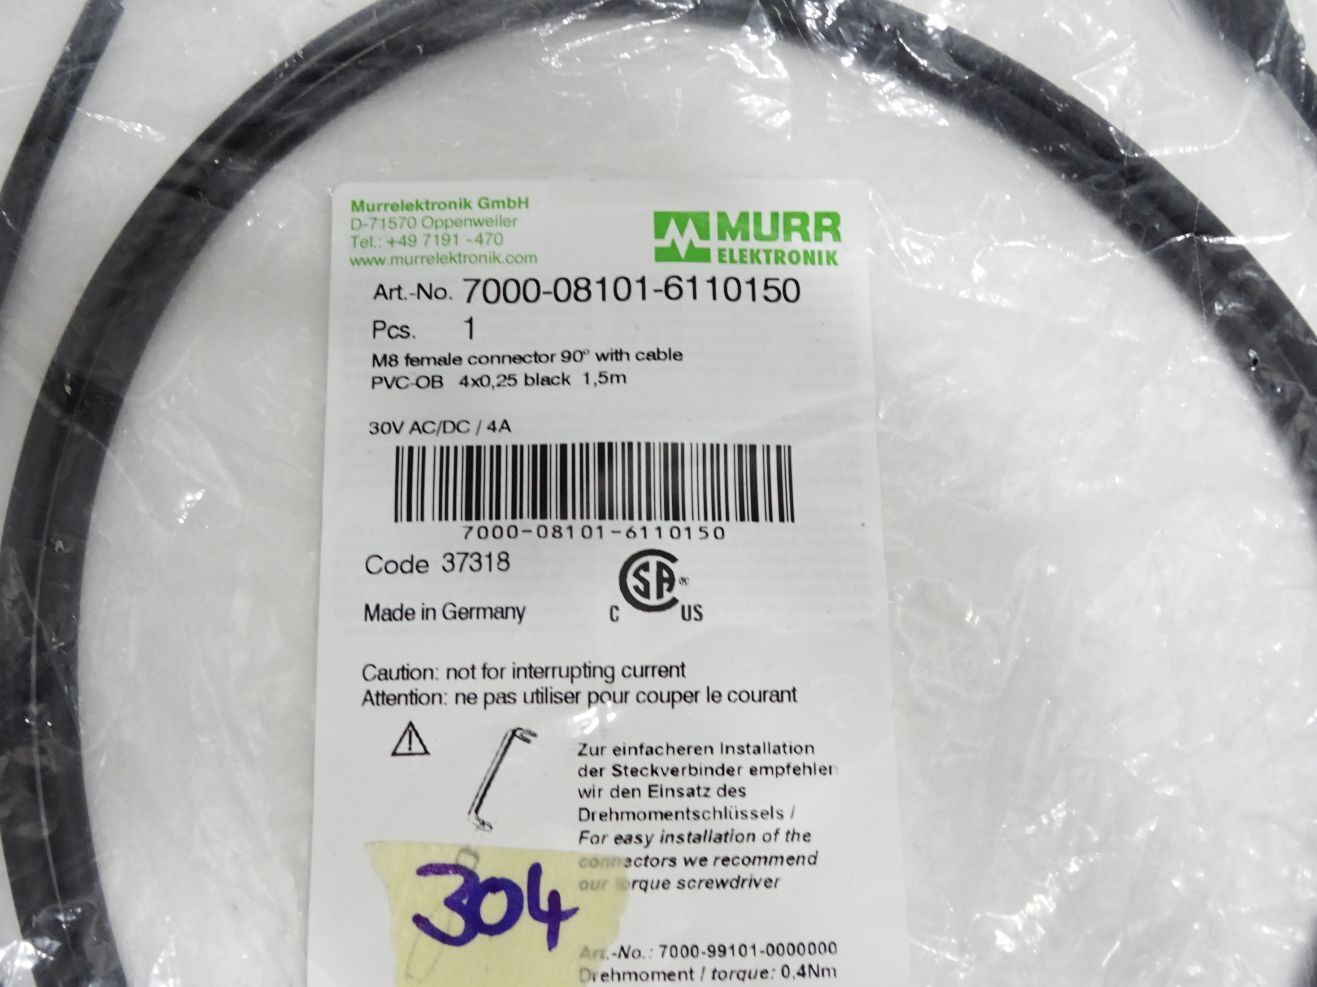 Murrelektronik GmbH
D-71570 Oppenweiler
Tel.: +49 7191 -470
www.murrelektronik.com
MURR
ELEKTRONIK
Art.-No. 7000-08101-6110150
Pcs. 1
M8 female connector 90° with cable
PVC-OB 4x0,25 black 1,5m
30V AC/DC / 4A
7000-08101-6110150
Code 37318
SA ®
C US
Made in Germany
Caution: not for interrupting current
Attention: ne pas utiliser pour couper le courant
Zur einfacheren Installation
der Steckverbinder empfehlen
wir den Einsatz des
Drehmomentschlüssels /
For easy installation of the
connectors we recommend
our torque screwdriver
304
Art.-No.: 7000-99101-0000000
Drehmoment / torque: 0,4Nm